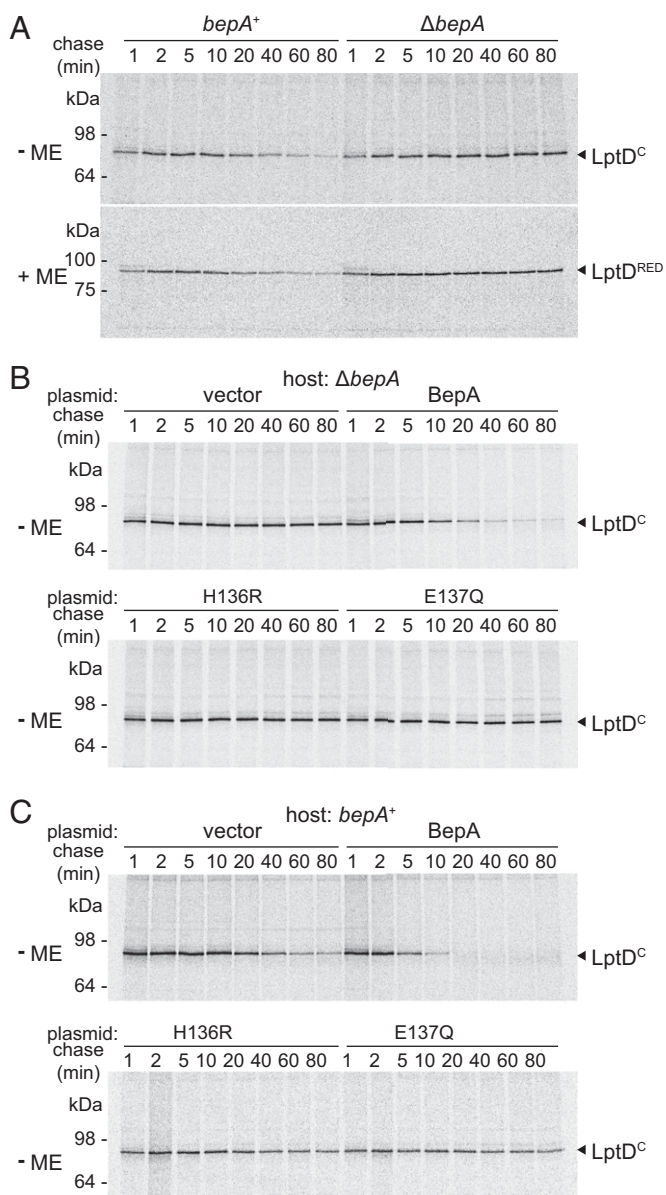 A
bepA+ ΔbepA
chase (min) 1 2 5 10 20 40 60 80 1 2 5 10 20 40 60 80
kDa
98 -
- ME
◄ LptDC
64 -
kDa
100 -
+ ME
◄ LptDRED
75 -
B
host: ΔbepA
plasmid: vector BepA
chase (min) 1 2 5 10 20 40 60 80 1 2 5 10 20 40 60 80
kDa
98 -
- ME
◄ LptDC
64 -
plasmid: H136R E137Q
chase (min) 1 2 5 10 20 40 60 80 1 2 5 10 20 40 60 80
kDa
98 -
- ME
◄ LptDC
64 -
C
host: bepA+
plasmid: vector BepA
chase (min) 1 2 5 10 20 40 60 80 1 2 5 10 20 40 60 80
kDa
98 -
- ME
◄ LptDC
64 -
plasmid: H136R E137Q
chase (min) 1 2 5 10 20 40 60 80 1 2 5 10 20 40 60 80
kDa
98 -
- ME
◄ LptDC
64 -